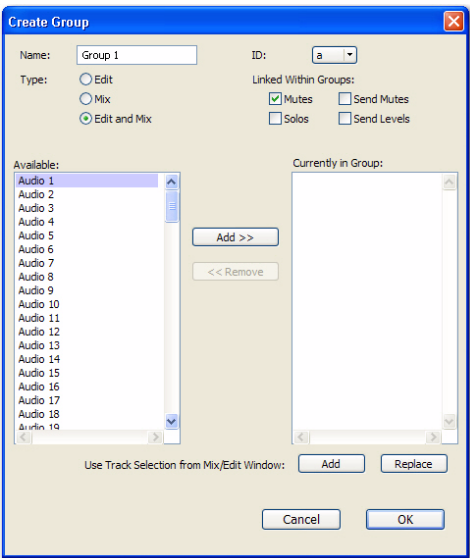 Create Group
Name: Group 1 ID: a
Type: Edit Linked Within Groups:
Mix Mutes Send Mutes
Edit and Mix Solos Send Levels
Available: Currently in Group:
Audio 1
Audio 2
Audio 3
Audio 4
Audio 5
Audio 6
Audio 7
Audio 8
Audio 9
Audio 10
Audio 11
Audio 12
Audio 13
Audio 14
Audio 15
Audio 16
Audio 17
Audio 18
Audio 19
Add >>
<< Remove
Use Track Selection from Mix/Edit Window: Add Replace
Cancel OK